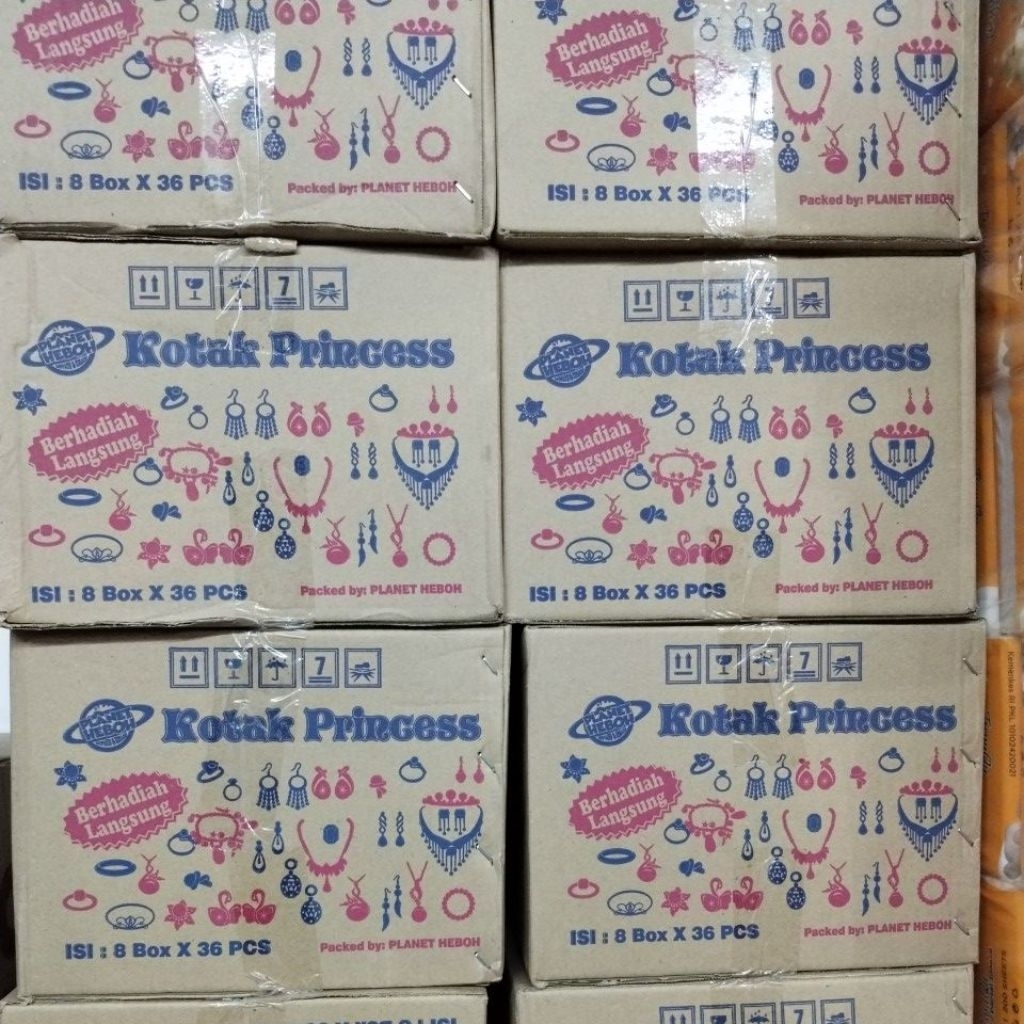 Berhadiah
Langsung
ISI : 8 Box X 36 PCS
Packed by: PLANET HEBOH
Berhadiah
Langsung
ISI : 8 Box X 36 PCS
Packed by: PLANET HEBOH
7
PLANET
HEBOH
Kotak Princess
Berhadiah
Langsung
ISI : 8 Box X 36 PCS
Packed by: PLANET HEBOH
PLANET
HEBOH
Kotak Princess
Berhadiah
Langsung
ISI : 8 Box X 36 PCS
Packed by: PLANET HEBOH
7
PLANET
HEBOH
Kotak Princess
Berhadiah
Langsung
ISI : 8 Box X 36 PCS
Packed by: PLANET HEBOH
7
PLANET
HEBOH
Kotak Princess
Berhadiah
Langsung
ISI : 8 Box X 36 PCS
Packed by: PLANET HEBOH
7